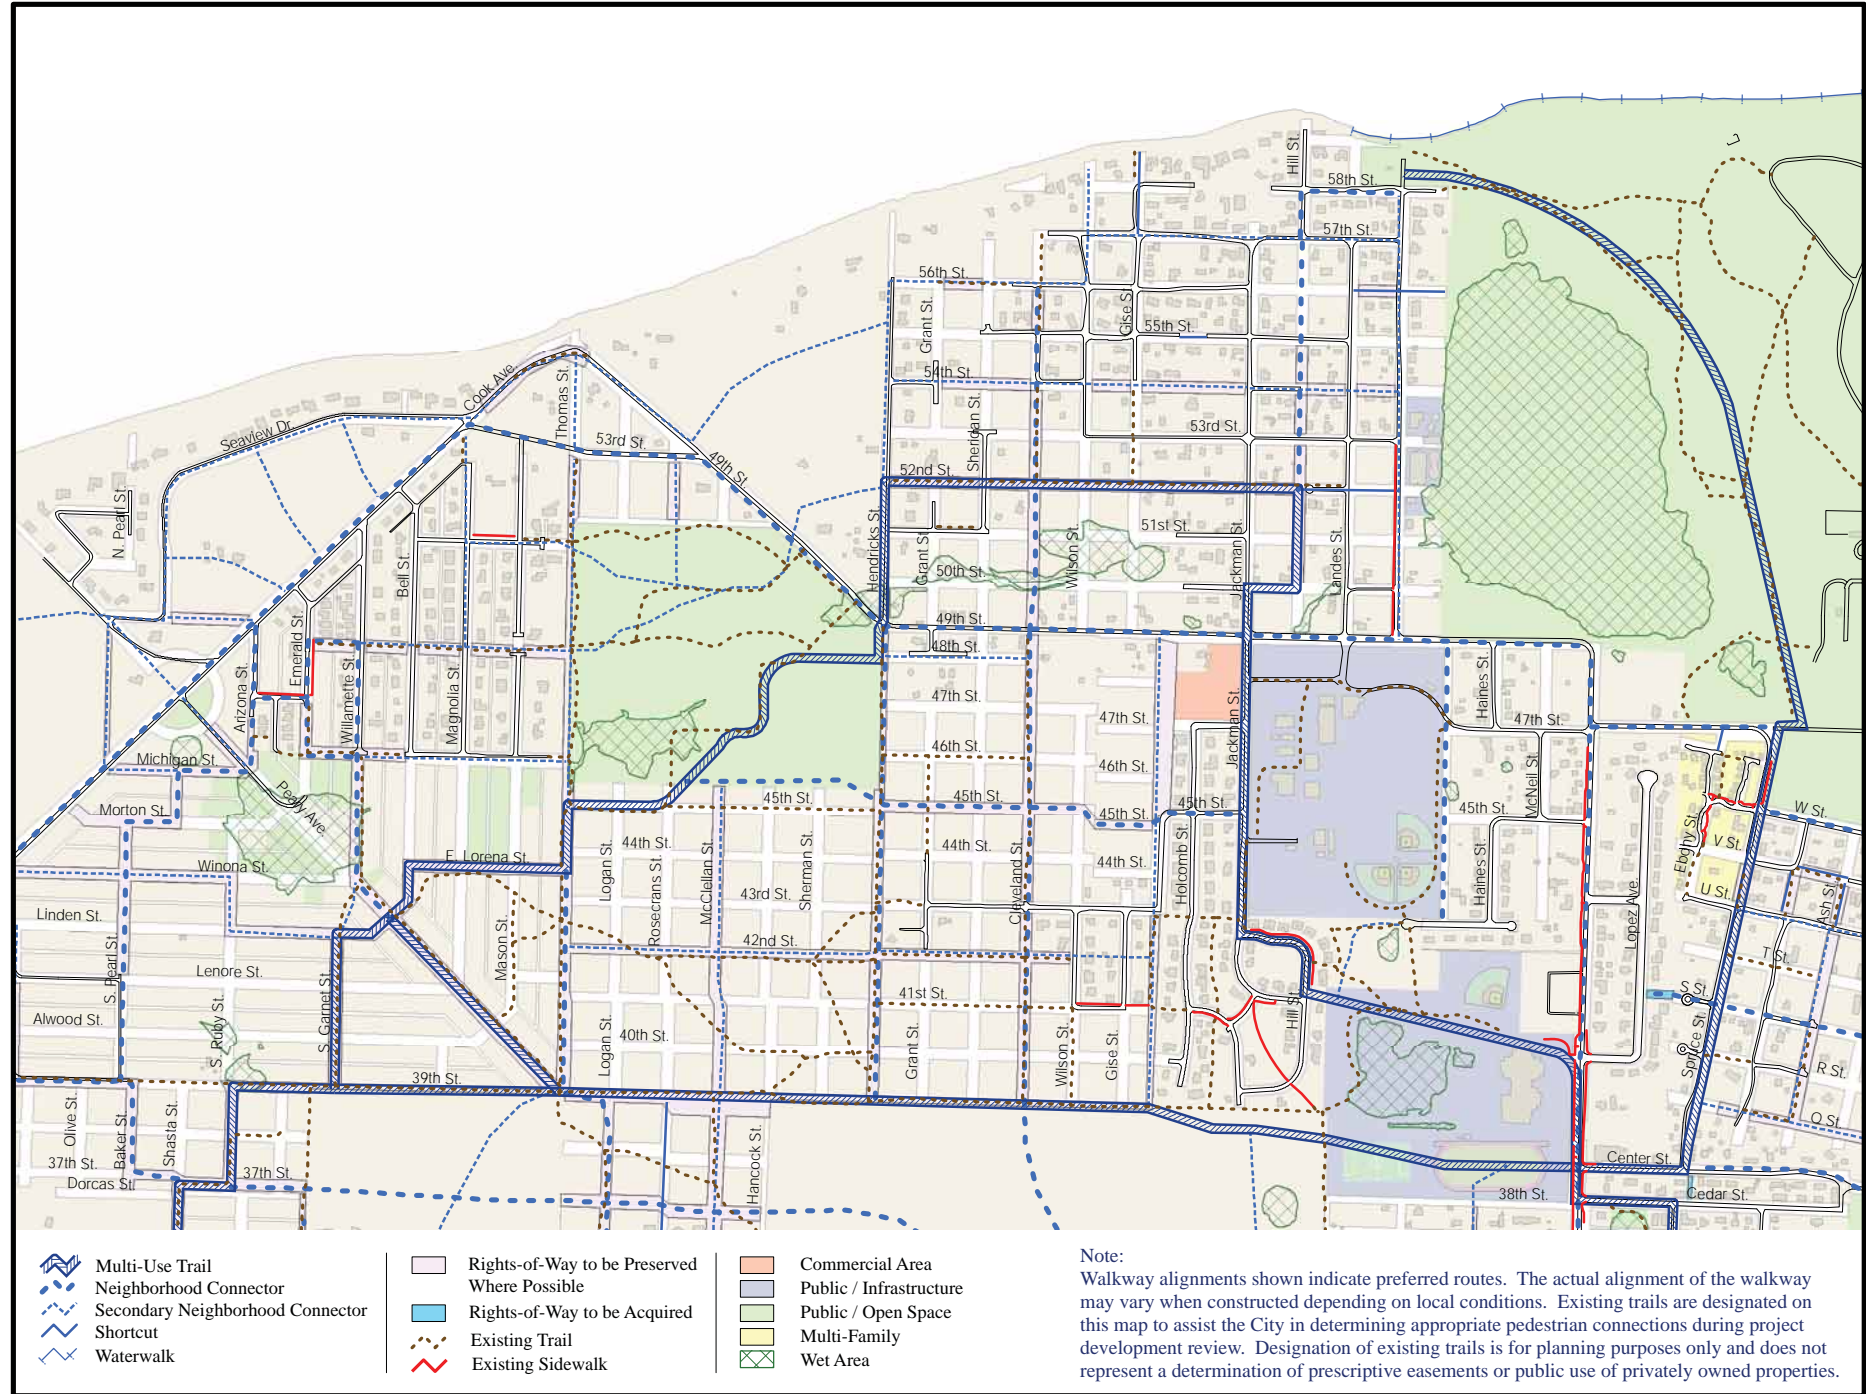 Hill St.
58th St.
57th St.
56th St.
Gise St.
Grant St.
55th St.
54th St.
Cook Ave.
Thomas St.
Sheridan St.
Seaview Dr.
53rd St.
53rd St.
49th St.
52nd St.
N. Pearl St.
Hendricks St.
51st St.
Wilson St.
Jackman St.
Landes St.
Bell St.
Grant St.
50th St.
49th St.
48th St.
Emerald St.
Arizona St.
Willamette St.
Magnolia St.
47th St.
47th St.
Jackman St.
Haines St.
47th St.
46th St.
46th St.
Michigan St.
Peary Ave.
Morton St.
45th St.
45th St.
45th St.
45th St.
McNeil St.
45th St.
W St.
Ebony St.
V St.
44th St.
44th St.
44th St.
E. Lorena St.
Winona St.
Logan St.
Rosecrans St.
McClellan St.
Sherman St.
43rd St.
Cleveland St.
Holcomb St.
Haines St.
U St.
Ash St.
Linden St.
Lopez Ave.
42nd St.
S. Pearl St.
Mason St.
T St.
Lenore St.
41st St.
S St.
Alwood St.
S. Ruby St.
S. Garnet St.
Logan St.
40th St.
Grant St.
Wilson St.
Gise St.
Hill St.
Spruce St.
R St.
39th St.
Q St.
Olive St.
Baker St.
Shasta St.
Hancock St.
37th St.
37th St.
Dorcas St.
Center St.
38th St.
Cedar St.
Multi-Use Trail
Neighborhood Connector
Secondary Neighborhood Connector
Shortcut
Waterwalk
Rights-of-Way to be Preserved
Where Possible
Rights-of-Way to be Acquired
Existing Trail
Existing Sidewalk
Commercial Area
Public / Infrastructure
Public / Open Space
Multi-Family
Wet Area
Note:
Walkway alignments shown indicate preferred routes. The actual alignment of the walkway
may vary when constructed depending on local conditions. Existing trails are designated on
this map to assist the City in determining appropriate pedestrian connections during project
development review. Designation of existing trails is for planning purposes only and does not
represent a determination of prescriptive easements or public use of privately owned properties.